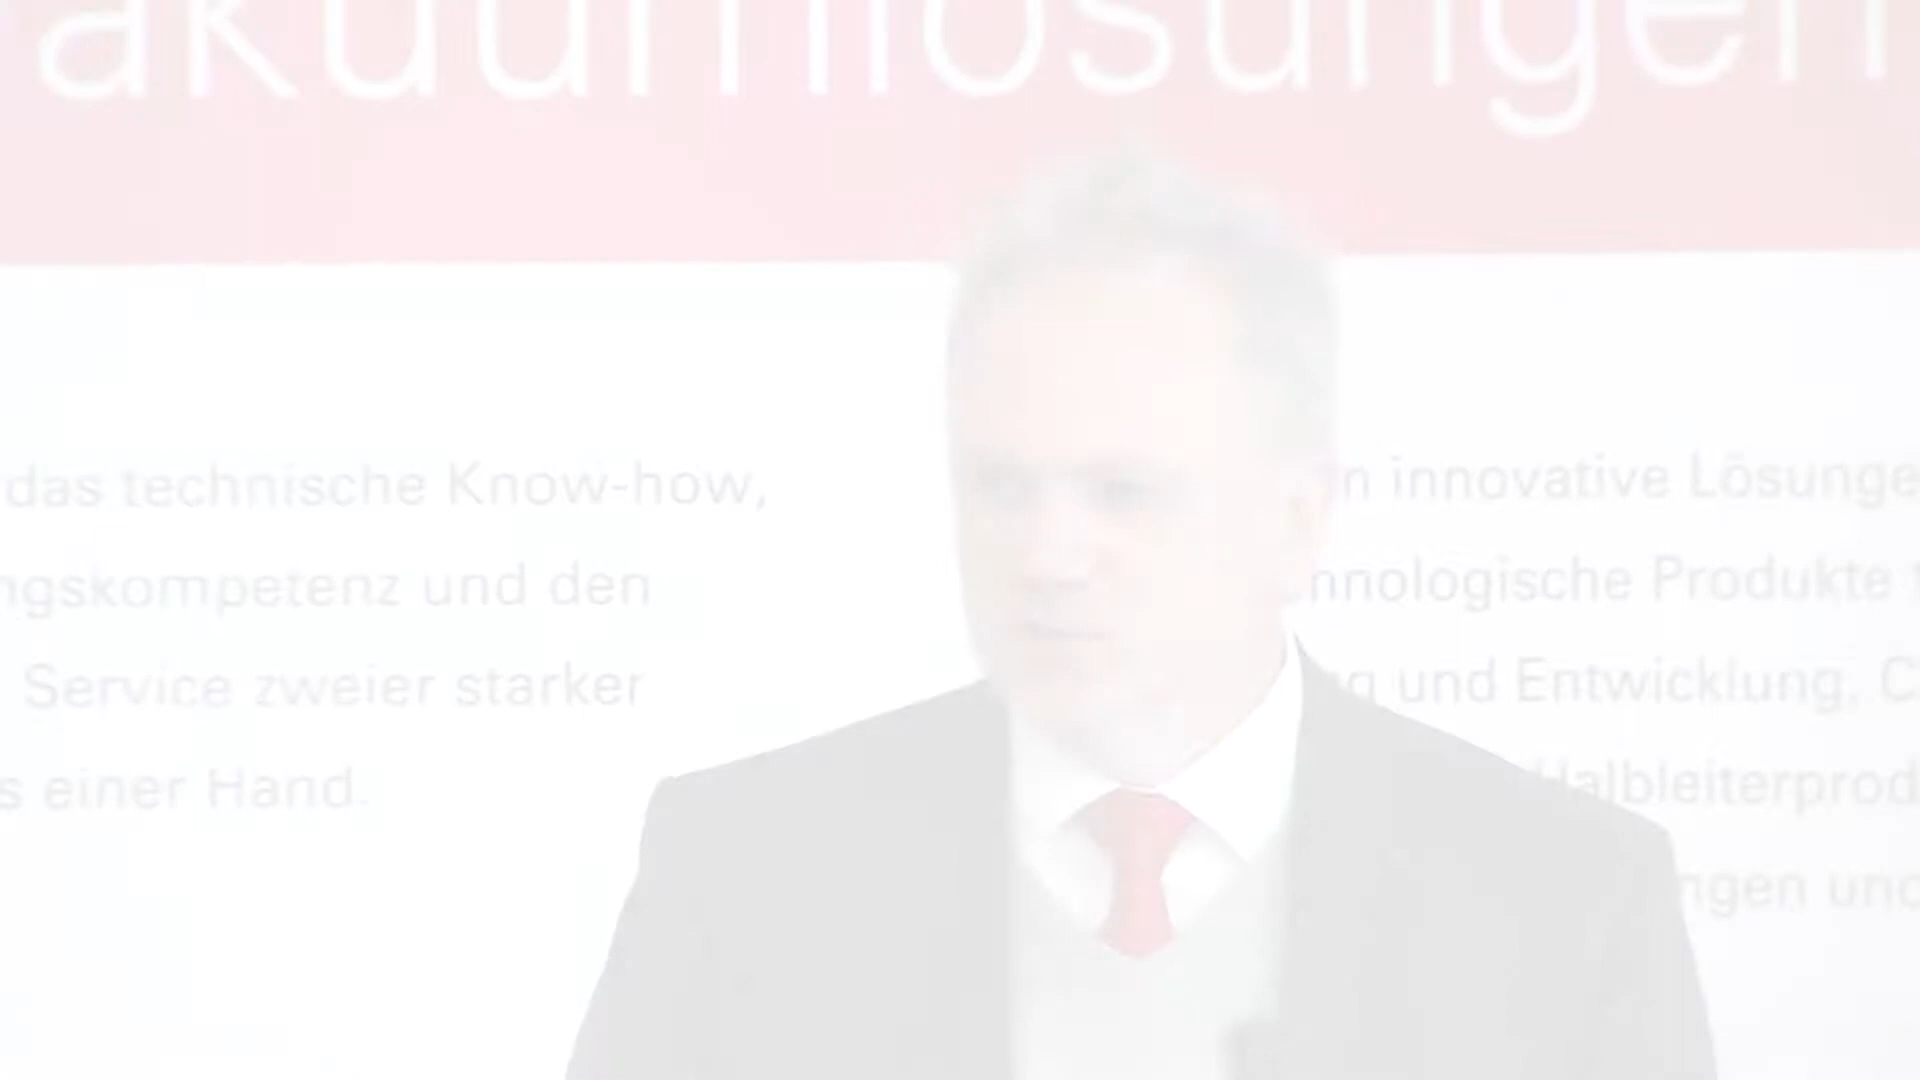 akuumlösungen
das technische Know-how,
ngskompetenz und den
Service zweier starker
s einer Hand.
n innovative Lösunge
nnologische Produkte
g und Entwicklung, C
Halbleiterprod
ngen und